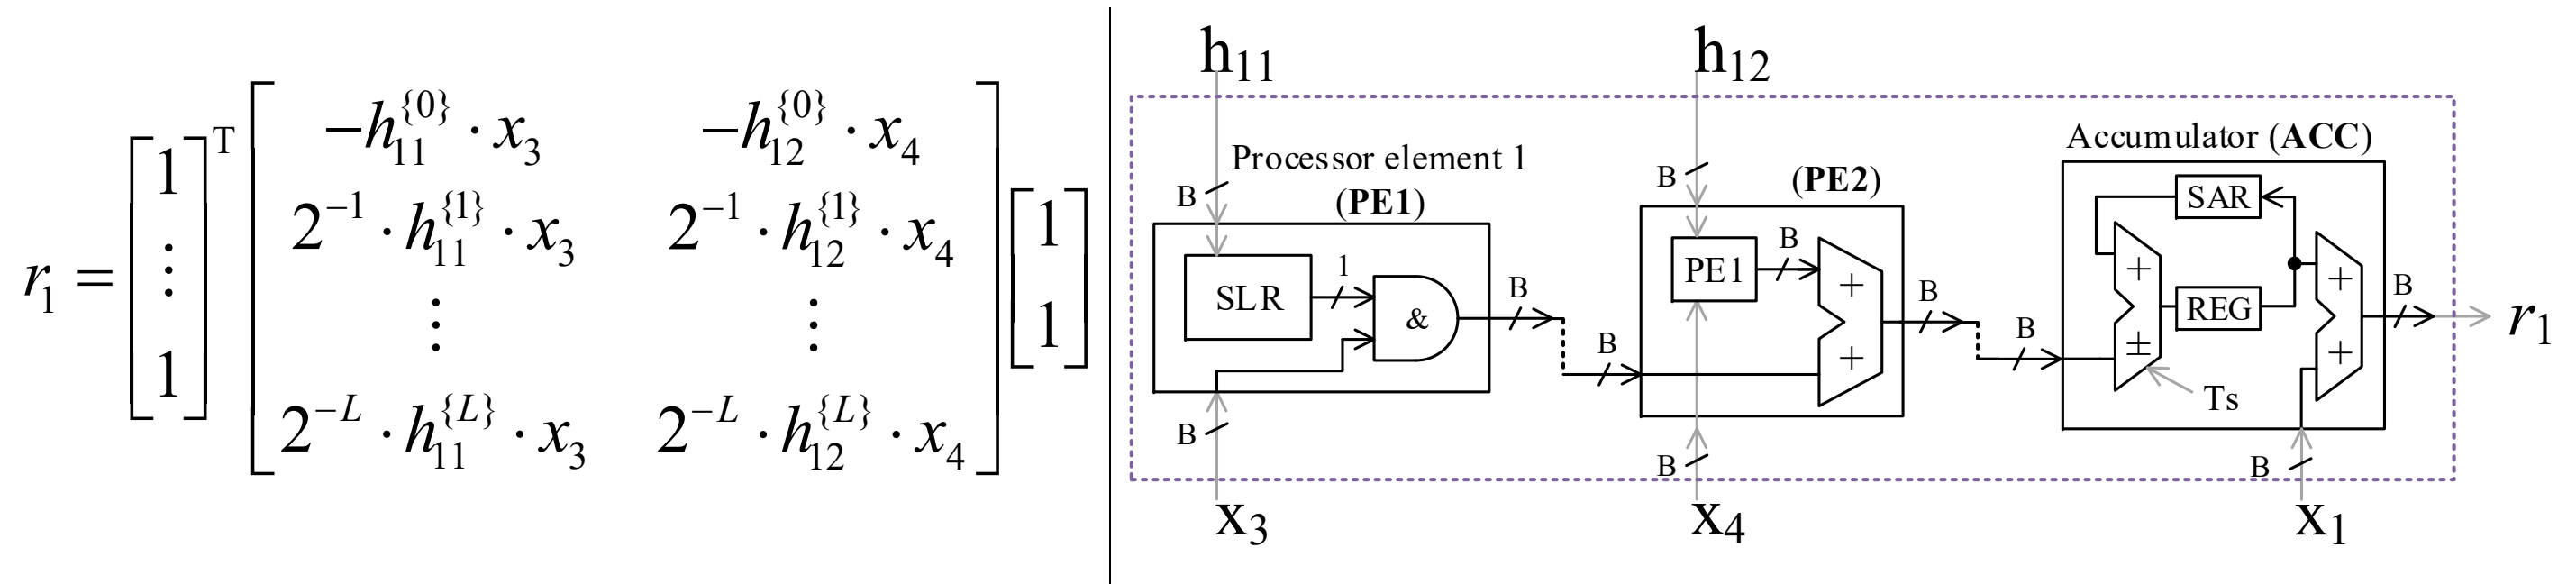 r₁ = [1 ⋮ 1]ᵀ [−h₁₁^{0} · x₃ −h₁₂^{0} · x₄
2⁻¹ · h₁₁^{1} · x₃ 2⁻¹ · h₁₂^{1} · x₄
⋮ ⋮
2^{-L} · h₁₁^{L} · x₃ 2^{-L} · h₁₂^{L} · x₄] [1 1]
h₁₁
h₁₂
Processor element 1
(PE1)
B
SLR
1
&
B
B
(PE2)
B
PE1
B
+
+
B
B
B
Accumulator (ACC)
SAR
REG
+
±
Ts
+
+
B
B
B
r₁
x₃
x₄
x₁